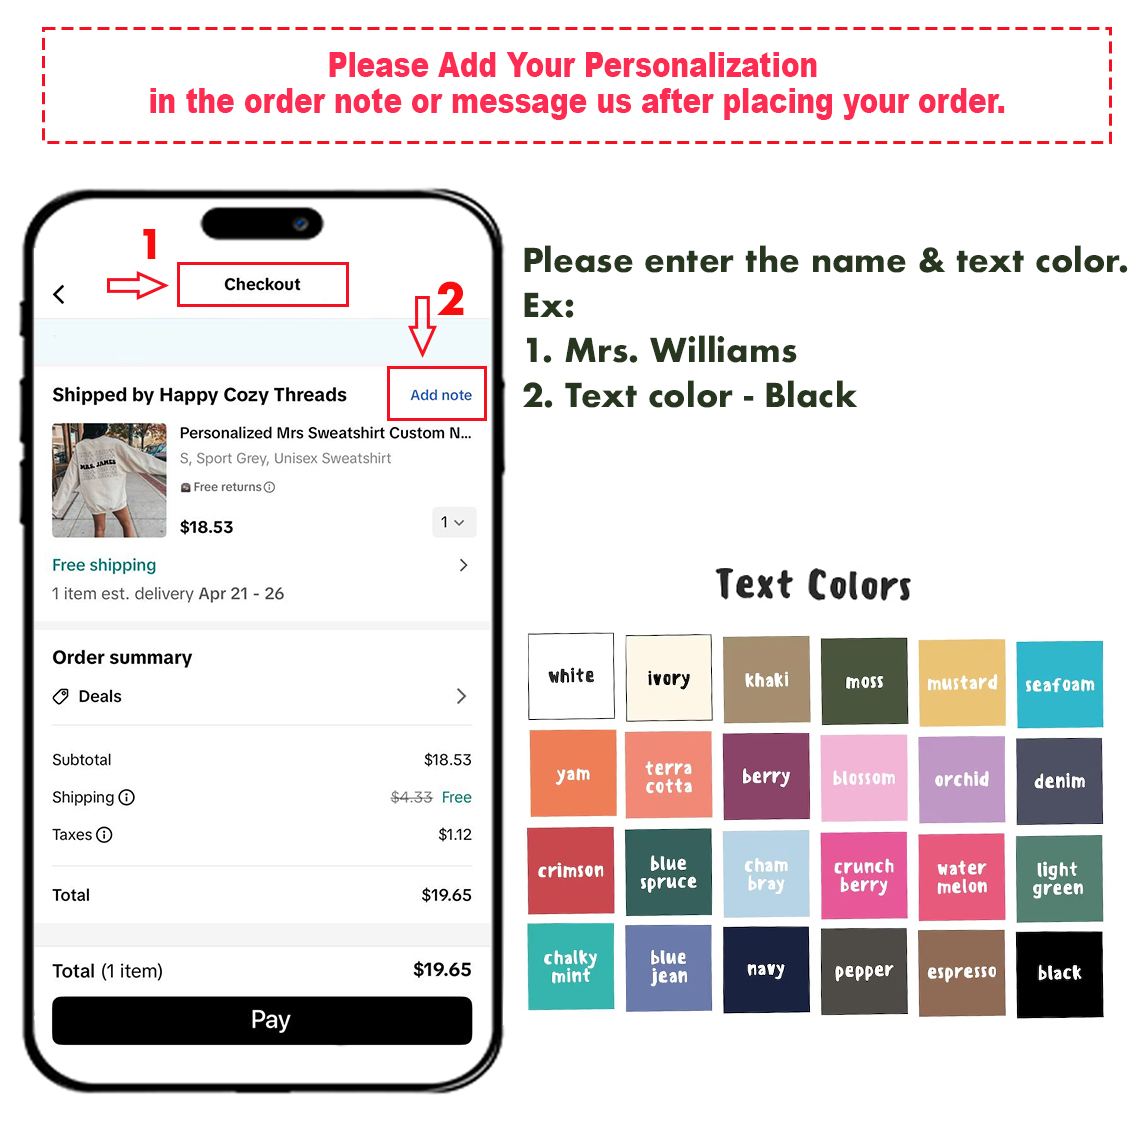 Please Add Your Personalization
in the order note or message us after placing your order.
1
Checkout
2
Shipped by Happy Cozy Threads
Add note
MRS. JAMES
Personalized Mrs Sweatshirt Custom N...
S, Sport Grey, Unisex Sweatshirt
Free returns
$18.53
1
Free shipping
1 item est. delivery Apr 21 - 26
Order summary
Deals
Subtotal $18.53
Shipping $4.33 Free
Taxes $1.12
Total $19.65
Total (1 item) $19.65
Pay
Please enter the name & text color.
Ex:
1. Mrs. Williams
2. Text color - Black
Text Colors
white
ivory
khaki
moss
mustard
seafoam
yam
terra
cotta
berry
blossom
orchid
denim
crimson
blue
spruce
cham
bray
crunch
berry
water
melon
light
green
chalky
mint
blue
jean
navy
pepper
espresso
black